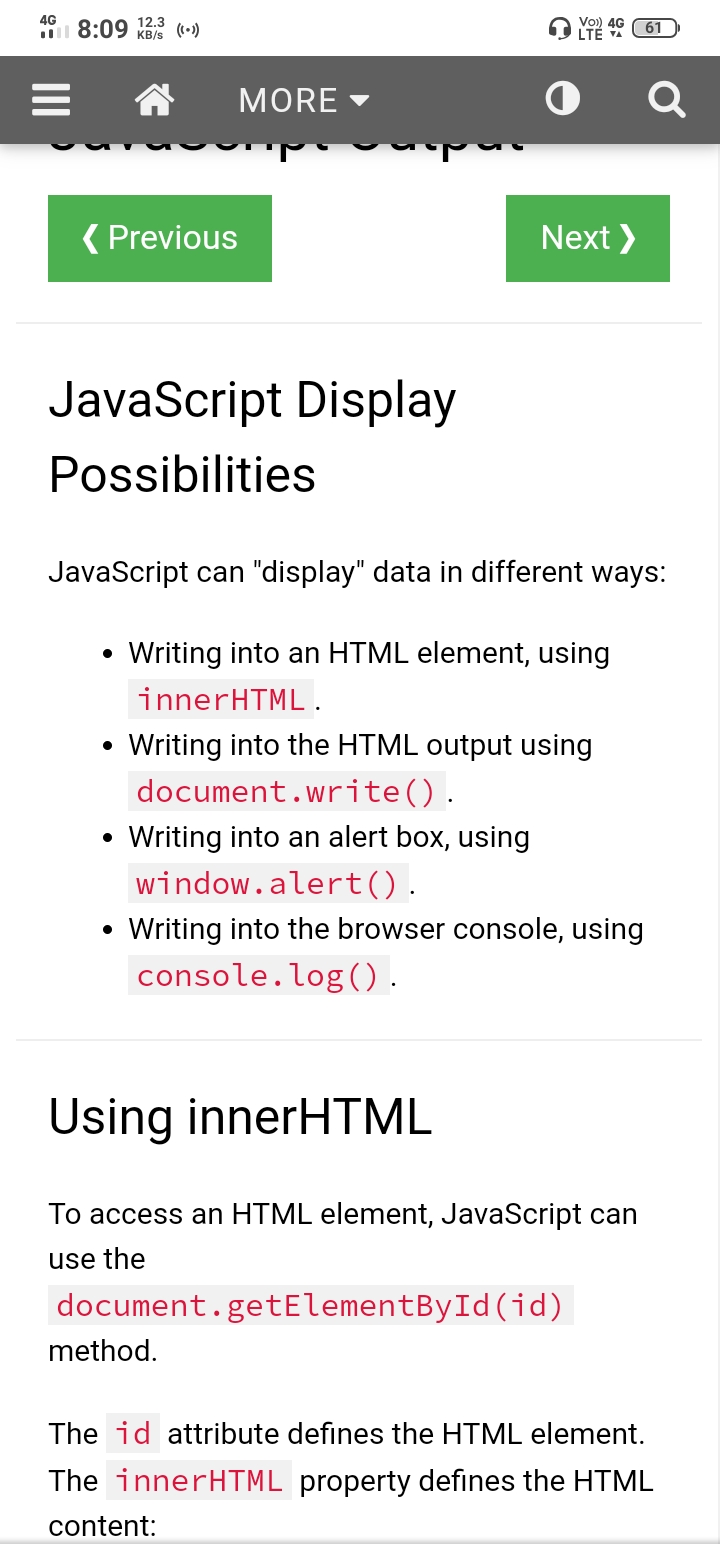 4G 8:09 12.3 KB/s Vo)) LTE 4G 61
MORE
JavaScript Output
❮ Previous
Next ❯
JavaScript Display
Possibilities
JavaScript can "display" data in different ways:
• Writing into an HTML element, using
innerHTML.
• Writing into the HTML output using
document.write().
• Writing into an alert box, using
window.alert().
• Writing into the browser console, using
console.log().
Using innerHTML
To access an HTML element, JavaScript can
use the
document.getElementById(id)
method.
The id attribute defines the HTML element.
The innerHTML property defines the HTML
content: